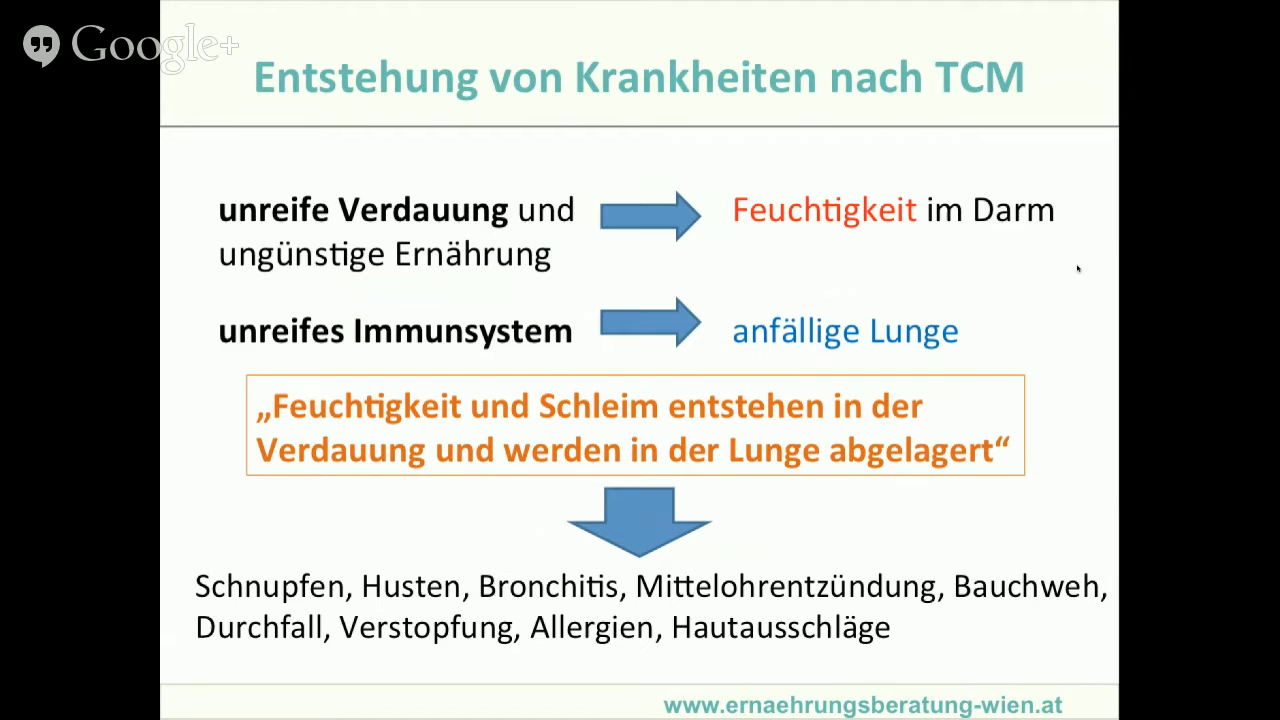 Google+
Entstehung von Krankheiten nach TCM
unreife Verdauung und
ungünstige Ernährung
Feuchtigkeit im Darm
unreifes Immunsystem
anfällige Lunge
„Feuchtigkeit und Schleim entstehen in der
Verdauung und werden in der Lunge abgelagert“
Schnupfen, Husten, Bronchitis, Mittelohrentzündung, Bauchweh,
Durchfall, Verstopfung, Allergien, Hautausschläge
www.ernaehrungsberatung-wien.at